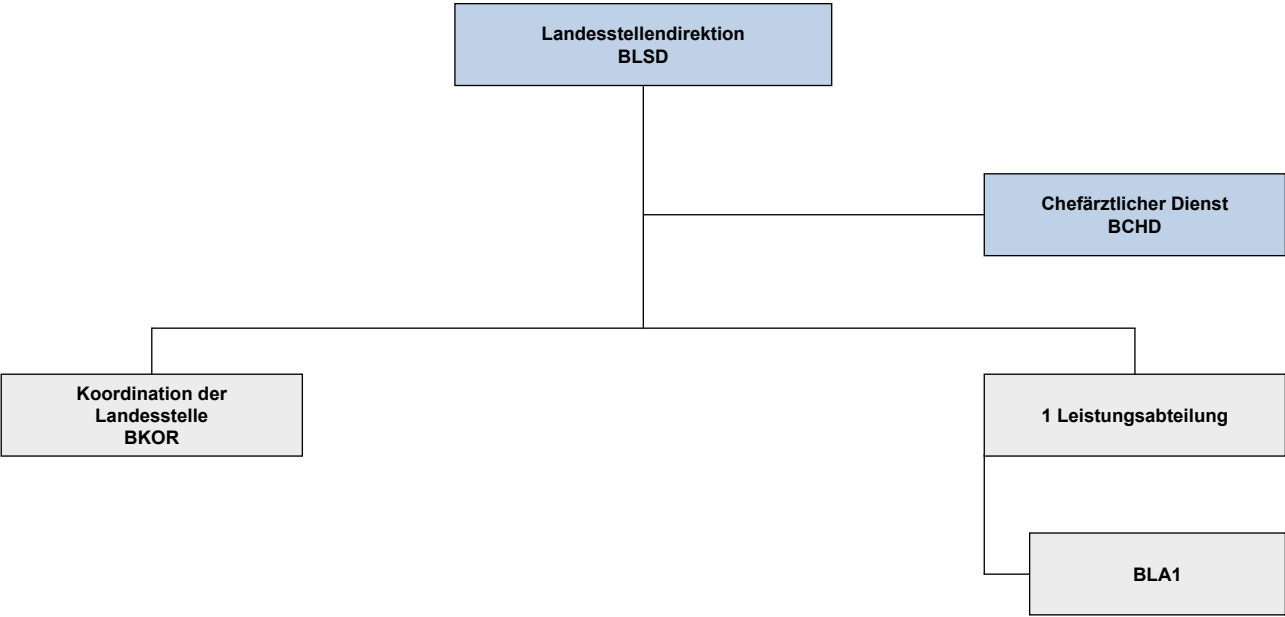 Landesstellendirektion
BLSD
Chefärztlicher Dienst
BCHD
Koordination der
Landesstelle
BKOR
1 Leistungsabteilung
BLA1